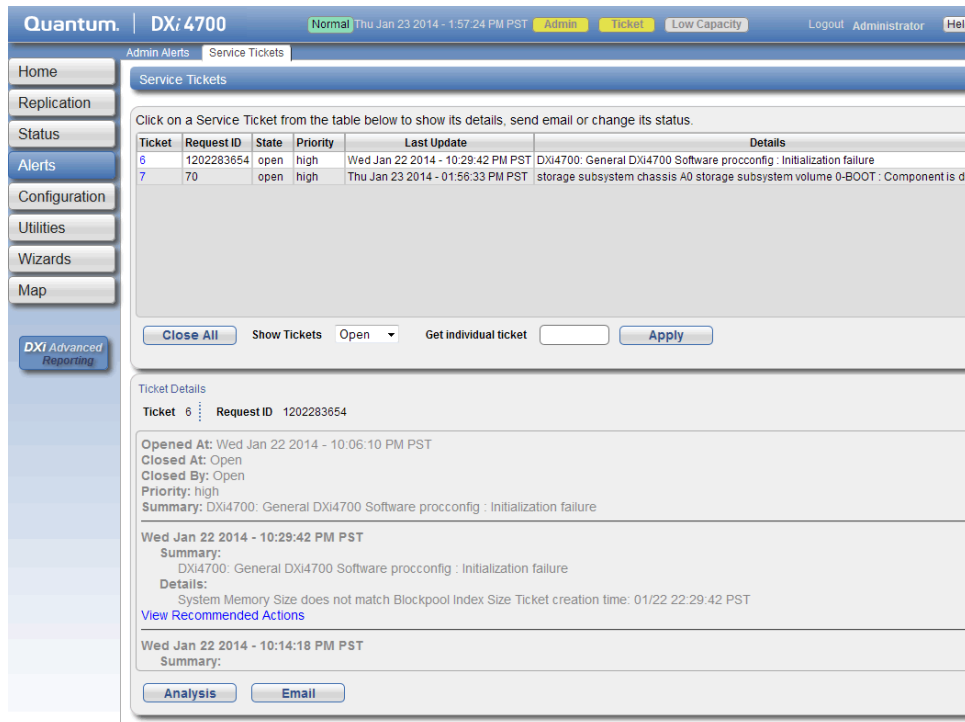 Quantum. DXi 4700 Normal Thu Jan 23 2014 - 1:57:24 PM PST Admin Ticket Low Capacity Logout Administrator Hel
Admin Alerts Service Tickets
Home
Replication
Status
Alerts
Configuration
Utilities
Wizards
Map
DXi Advanced
Reporting
Service Tickets
Click on a Service Ticket from the table below to show its details, send email or change its status.
Ticket Request ID State Priority Last Update Details
6 1202283654 open high Wed Jan 22 2014 - 10:29:42 PM PST DXi4700: General DXi4700 Software procconfig : Initialization failure
7 70 open high Thu Jan 23 2014 - 01:56:33 PM PST storage subsystem chassis A0 storage subsystem volume 0-BOOT : Component is d
Close All Show Tickets Open Get individual ticket Apply
Ticket Details
Ticket 6 Request ID 1202283654
Opened At: Wed Jan 22 2014 - 10:06:10 PM PST
Closed At: Open
Closed By: Open
Priority: high
Summary: DXi4700: General DXi4700 Software procconfig : Initialization failure
Wed Jan 22 2014 - 10:29:42 PM PST
Summary:
DXi4700: General DXi4700 Software procconfig : Initialization failure
Details:
System Memory Size does not match Blockpool Index Size Ticket creation time: 01/22 22:29:42 PST
View Recommended Actions
Wed Jan 22 2014 - 10:14:18 PM PST
Summary:
Analysis Email